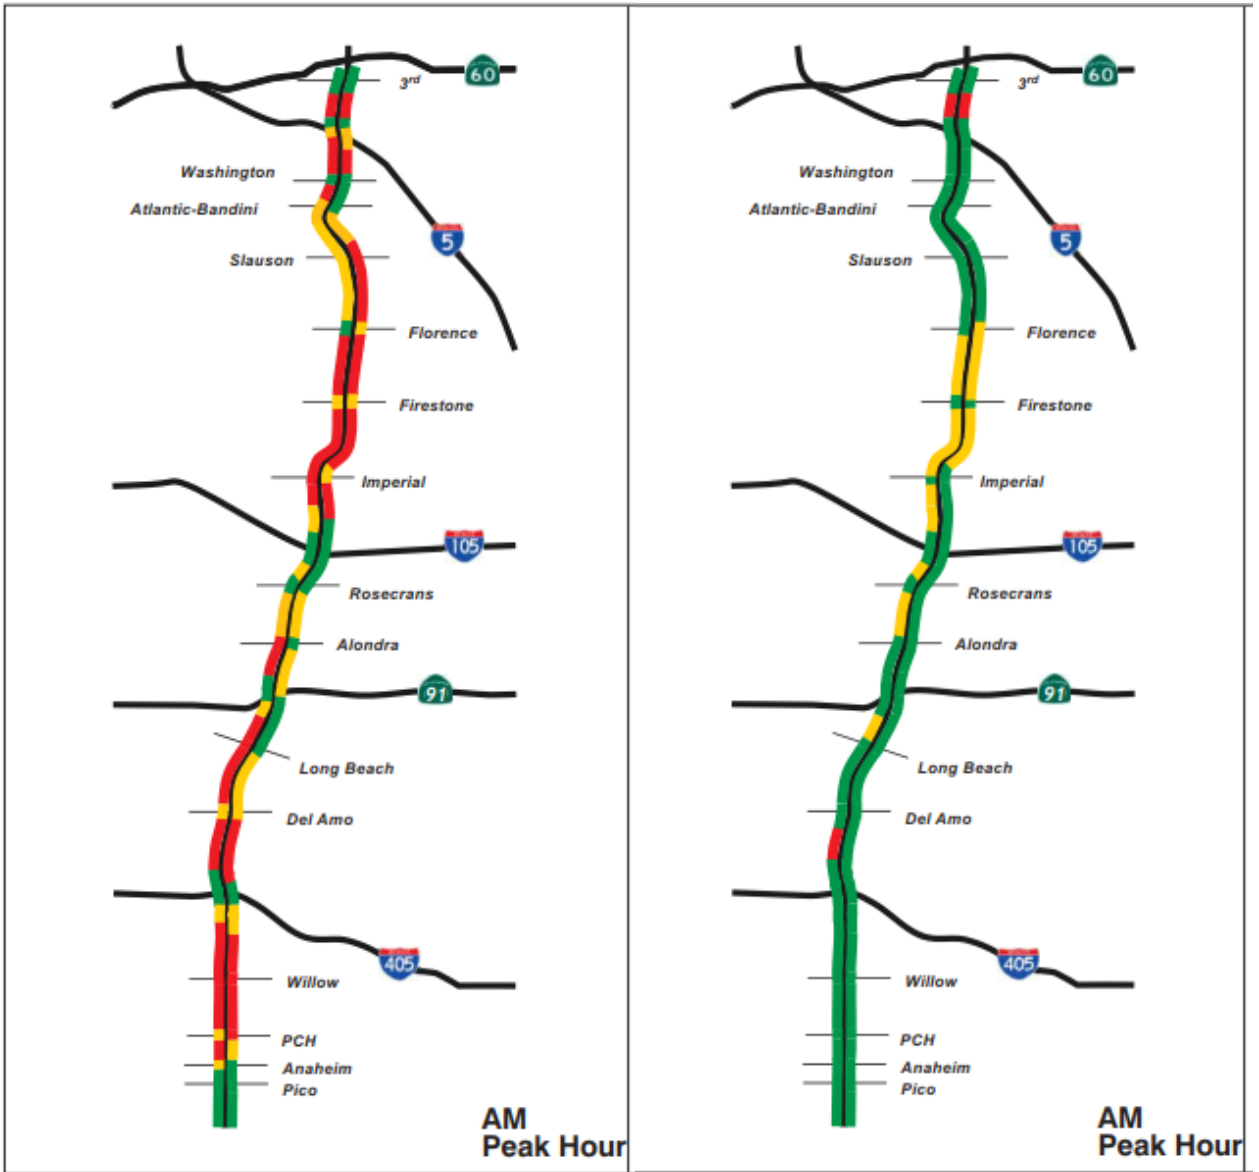 3rd
60
Washington
Atlantic-Bandini
5
Slauson
Florence
Firestone
Imperial
105
Rosecrans
Alondra
91
Long Beach
Del Amo
405
Willow
PCH
Anaheim
Pico
AM
Peak Hour
3rd
60
Washington
Atlantic-Bandini
5
Slauson
Florence
Firestone
Imperial
105
Rosecrans
Alondra
91
Long Beach
Del Amo
405
Willow
PCH
Anaheim
Pico
AM
Peak Hour